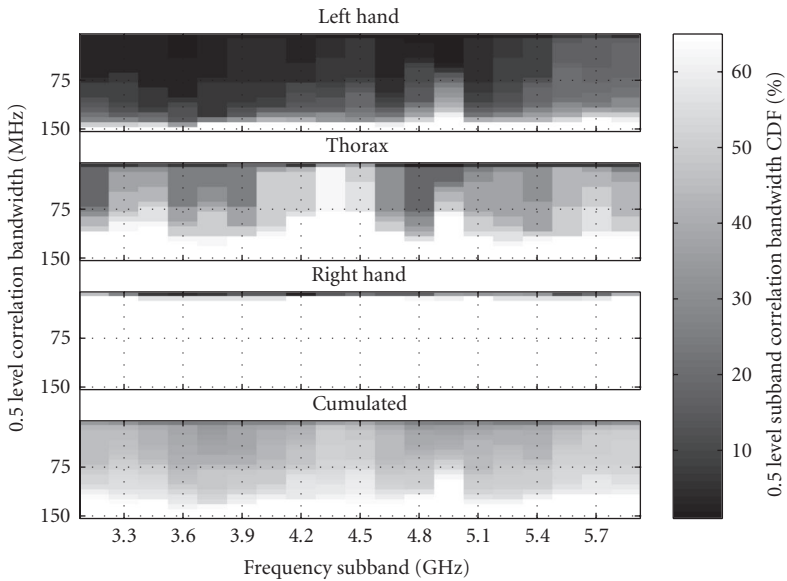 Left hand
75
150
Thorax
75
150
Right hand
75
150
Cumulated
75
150
3.3 3.6 3.9 4.2 4.5 4.8 5.1 5.4 5.7
Frequency subband (GHz)
0.5 level correlation bandwidth (MHz)
60
50
40
30
20
10
0.5 level subband correlation bandwidth CDF (%)